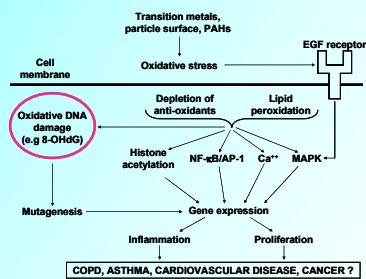 Transition metals,
particle surface, PAHs
EGF receptor
Cell
membrane
Oxidative stress
Depletion of
anti-oxidants
Lipid
peroxidation
Oxidative DNA
damage
(e.g 8-OHdG)
Histone
acetylation
NF-κB/AP-1
Ca++
MAPK
Mutagenesis
Gene expression
Inflammation
Proliferation
COPD, ASTHMA, CARDIOVASCULAR DISEASE, CANCER ?